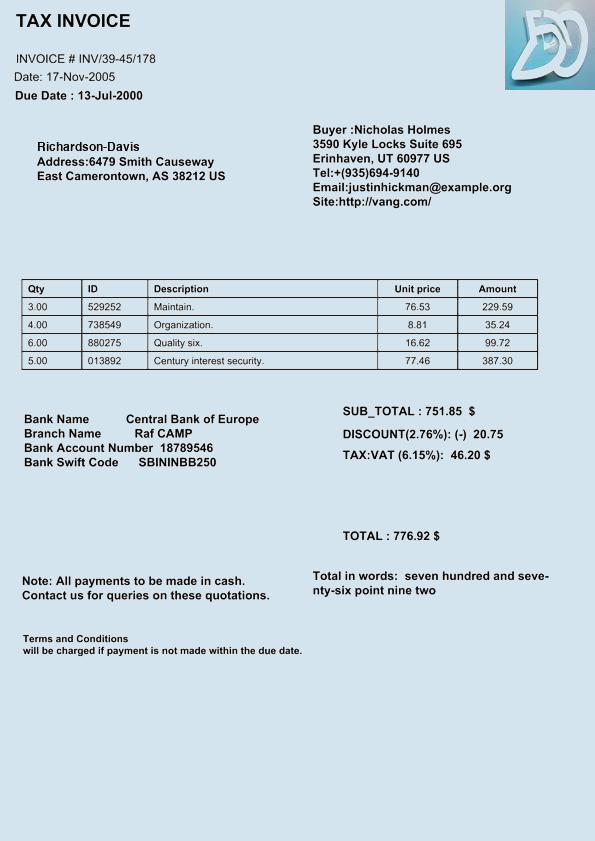 TAX INVOICE
INVOICE # INV/39-45/178
Date: 17-Nov-2005
Due Date : 13-Jul-2000
Richardson-Davis
Address:6479 Smith Causeway
East Camerontown, AS 38212 US
Buyer :Nicholas Holmes
3590 Kyle Locks Suite 695
Erinhaven, UT 60977 US
Tel:+(935)694-9140
Email:justinhickman@example.org
Site:http://vang.com/
Qty ID Description Unit price Amount
3.00 529252 Maintain. 76.53 229.59
4.00 738549 Organization. 8.81 35.24
6.00 880275 Quality six. 16.62 99.72
5.00 013892 Century interest security. 77.46 387.30
Bank Name Central Bank of Europe
Branch Name Raf CAMP
Bank Account Number 18789546
Bank Swift Code SBININBB250
SUB_TOTAL : 751.85 $
DISCOUNT(2.76%): (-) 20.75
TAX:VAT (6.15%): 46.20 $
TOTAL : 776.92 $
Total in words: seven hundred and seve-
nty-six point nine two
Note: All payments to be made in cash.
Contact us for queries on these quotations.
Terms and Conditions
will be charged if payment is not made within the due date.